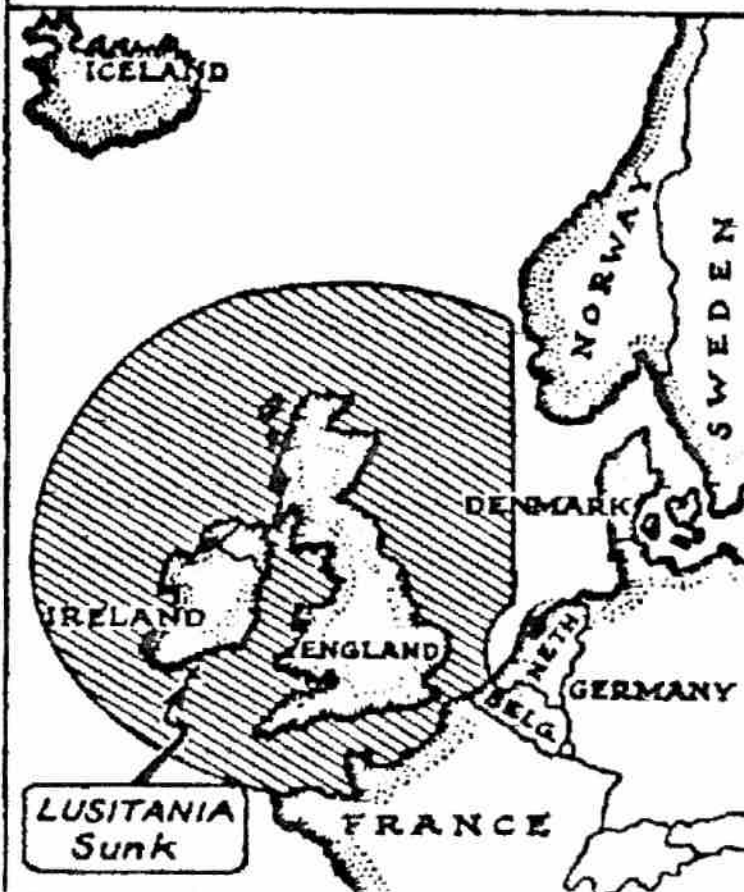 ICELAND
NORWAY
SWEDEN
DENMARK
IRELAND
ENGLAND
NETH
BELG.
GERMANY
LUSITANIA
Sunk
FRANCE